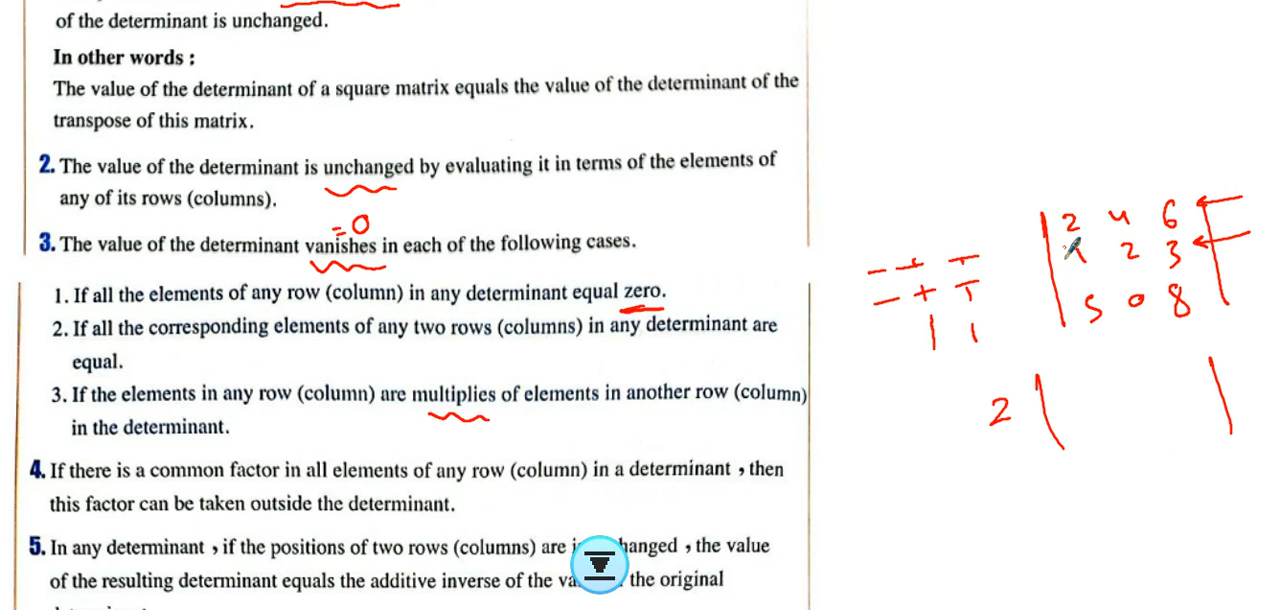 of the determinant is unchanged.
In other words :
The value of the determinant of a square matrix equals the value of the determinant of the
transpose of this matrix.
2. The value of the determinant is unchanged by evaluating it in terms of the elements of
any of its rows (columns).
= 0
3. The value of the determinant vanishes in each of the following cases.
1. If all the elements of any row (column) in any determinant equal zero.
2. If all the corresponding elements of any two rows (columns) in any determinant are
equal.
3. If the elements in any row (column) are multiplies of elements in another row (column)
in the determinant.
4. If there is a common factor in all elements of any row (column) in a determinant , then
this factor can be taken outside the determinant.
5. In any determinant , if the positions of two rows (columns) are hanged , the value
of the resulting determinant equals the additive inverse of the the original
2 4 6
2 3
5 0 8
2